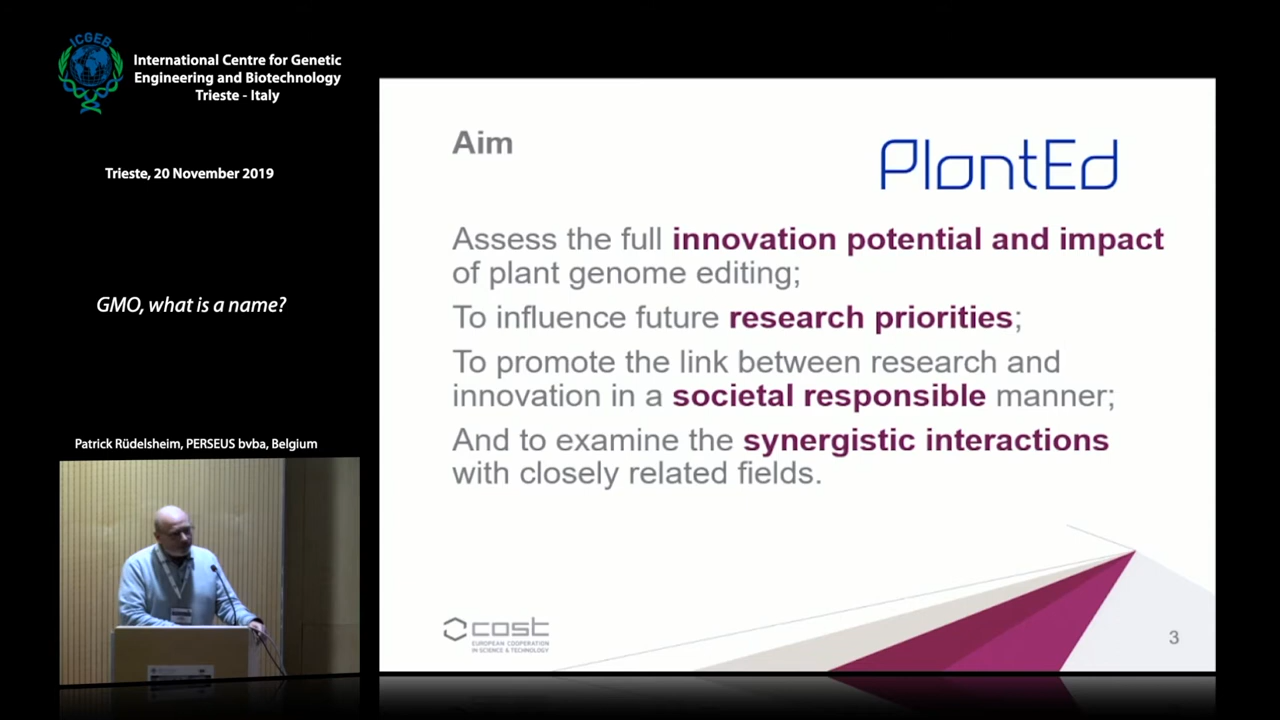 ICGEB
International Centre for Genetic
Engineering and Biotechnology
Trieste - Italy
Trieste, 20 November 2019
GMO, what is a name?
Patrick Rüdelsheim, PERSEUS bvba, Belgium
Aim
PlantEd
Assess the full innovation potential and impact
of plant genome editing;
To influence future research priorities;
To promote the link between research and
innovation in a societal responsible manner;
And to examine the synergistic interactions
with closely related fields.
cost
EUROPEAN COOPERATION
IN SCIENCE & TECHNOLOGY
3